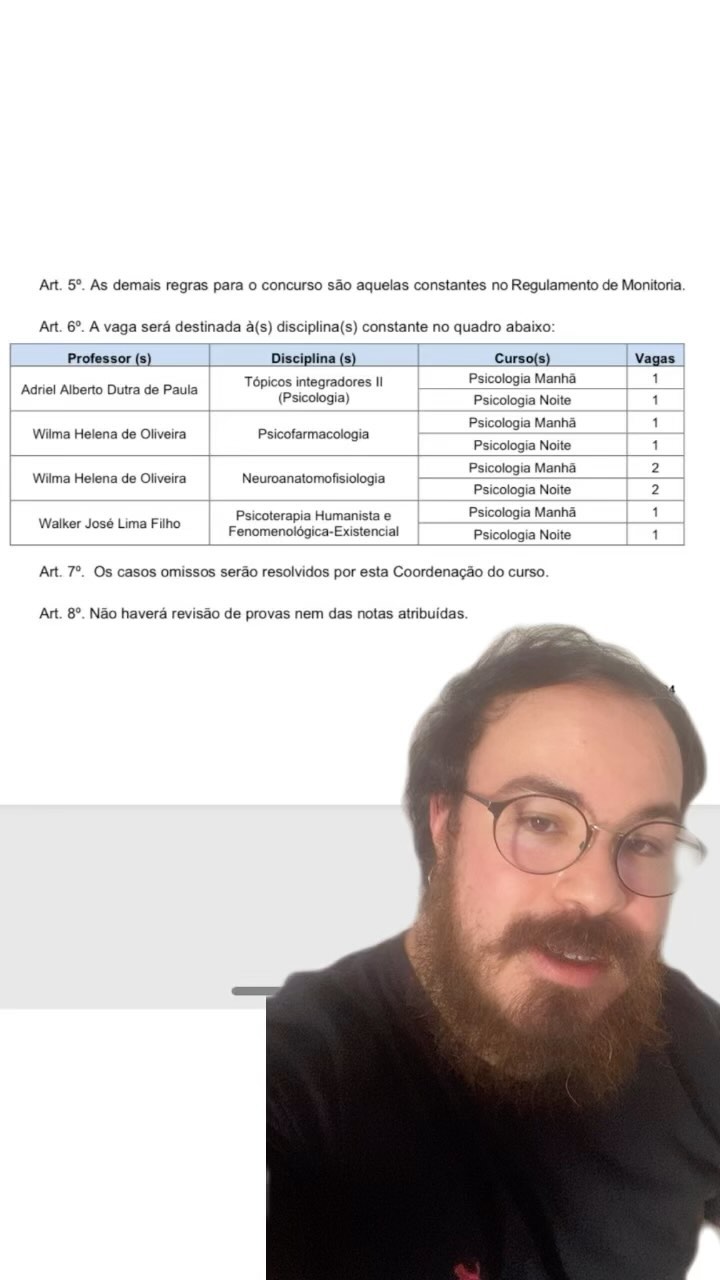 Art. 5º. As demais regras para o concurso são aquelas constantes no Regulamento de Monitoria.
Art. 6º. A vaga será destinada à(s) disciplina(s) constante no quadro abaixo:
Professor (s) Disciplina (s) Curso(s) Vagas
Adriel Alberto Dutra de Paula Tópicos integradores II (Psicologia) Psicologia Manhã 1
Psicologia Noite 1
Wilma Helena de Oliveira Psicofarmacologia Psicologia Manhã 1
Psicologia Noite 1
Wilma Helena de Oliveira Neuroanatomofisiologia Psicologia Manhã 2
Psicologia Noite 2
Walker José Lima Filho Psicoterapia Humanista e Fenomenológica-Existencial Psicologia Manhã 1
Psicologia Noite 1
Art. 7º. Os casos omissos serão resolvidos por esta Coordenação do curso.
Art. 8º. Não haverá revisão de provas nem das notas atribuídas.